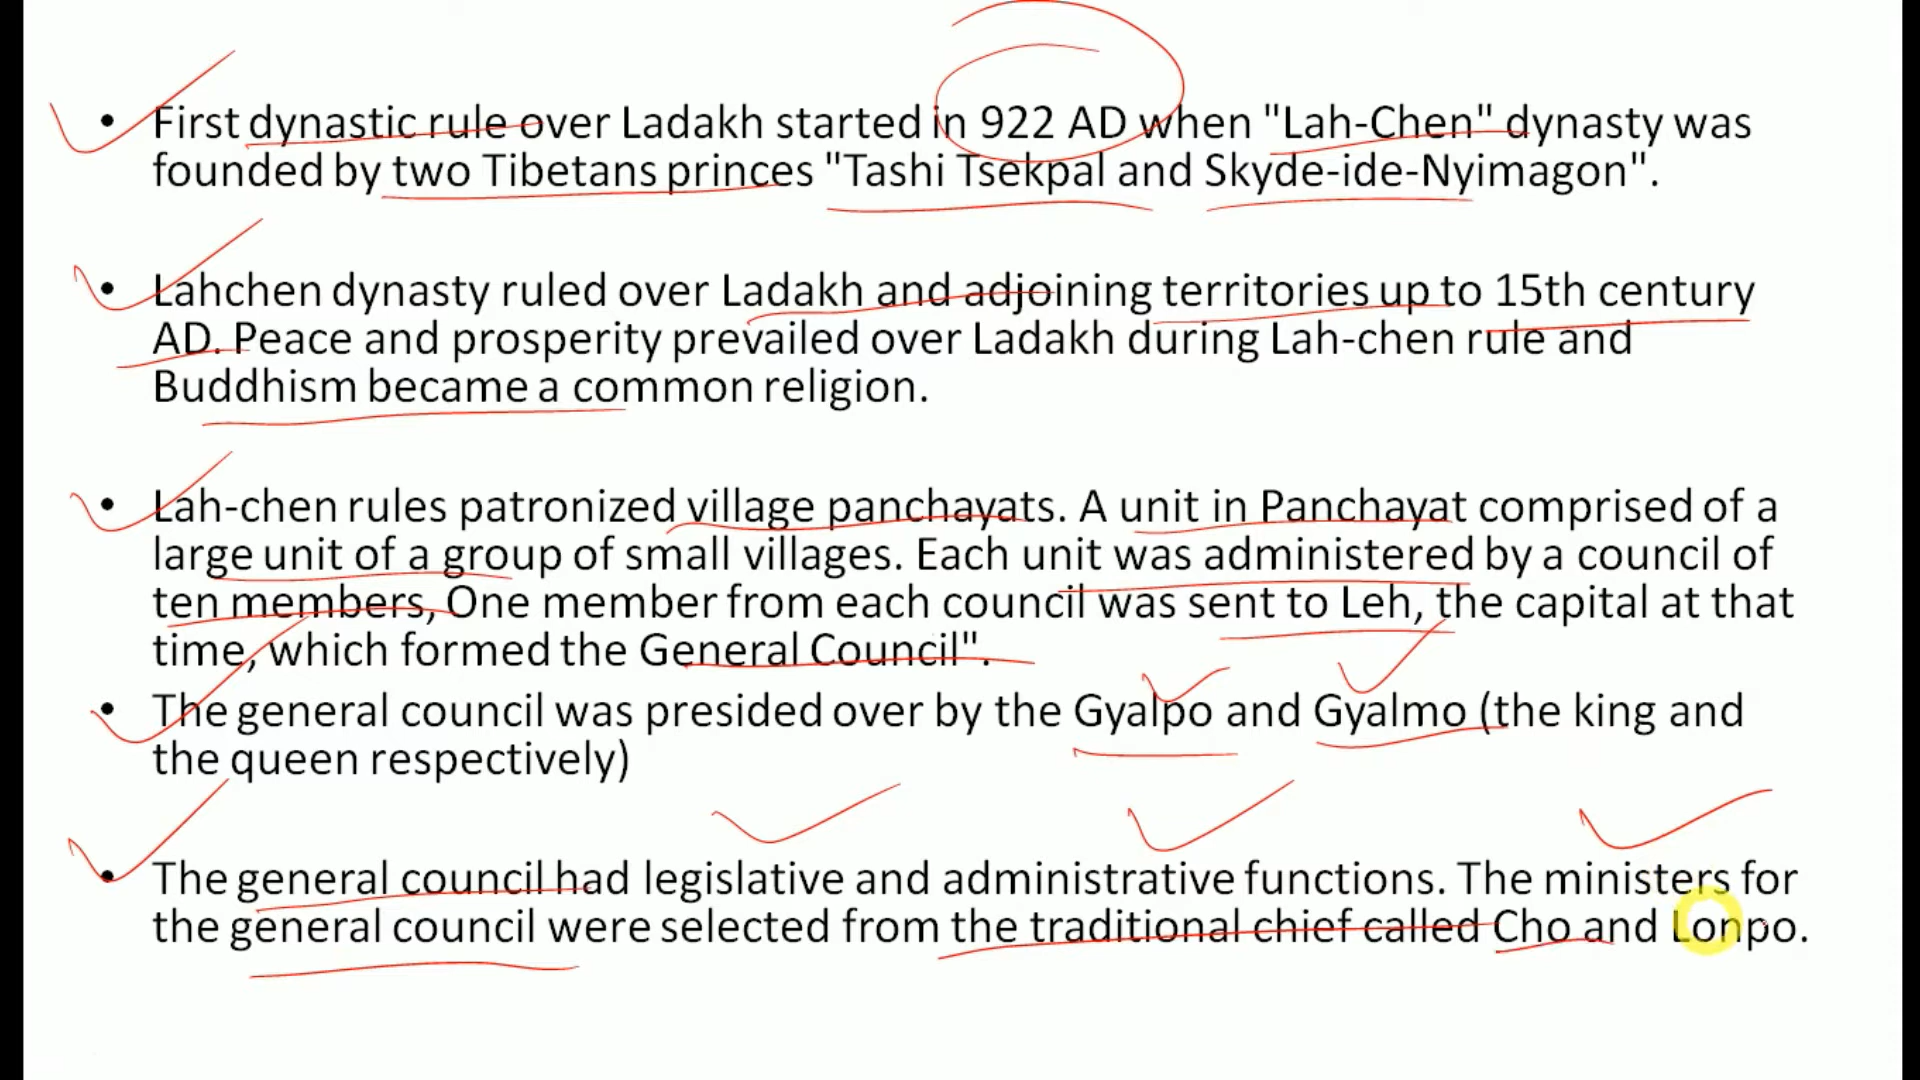 • First dynastic rule over Ladakh started in 922 AD when "Lah-Chen" dynasty was
founded by two Tibetans princes "Tashi Tsekpal and Skyde-ide-Nyimagon".
• Lahchen dynasty ruled over Ladakh and adjoining territories up to 15th century
AD. Peace and prosperity prevailed over Ladakh during Lah-chen rule and
Buddhism became a common religion.
• Lah-chen rules patronized village panchayats. A unit in Panchayat comprised of a
large unit of a group of small villages. Each unit was administered by a council of
ten members, One member from each council was sent to Leh, the capital at that
time, which formed the General Council".
• The general council was presided over by the Gyalpo and Gyalmo (the king and
the queen respectively)
• The general council had legislative and administrative functions. The ministers for
the general council were selected from the traditional chief called Cho and Lonpo.